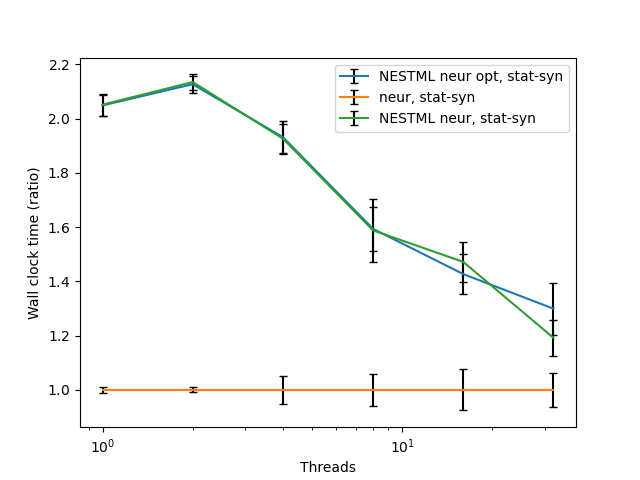 2.2
2.0
1.8
1.6
1.4
1.2
1.0
Wall clock time (ratio)
NESTML neur opt, stat-syn
neur, stat-syn
NESTML neur, stat-syn
10⁰
10¹
Threads